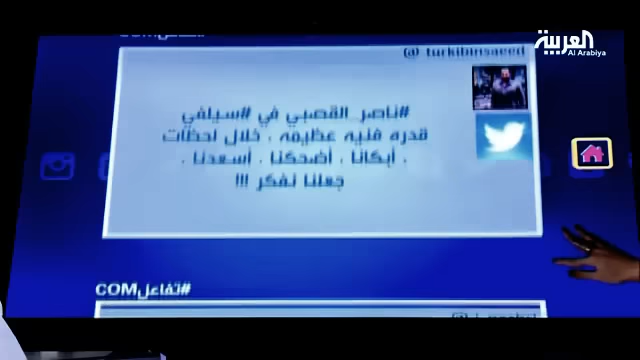 العربية
Al Arabiya
@ turkibinsaeed
#ناصر_القصبي في #سيلفي
قدره فنيه عظيمه ، خلال لحظات
، أبكانا ، أضحكنا ، أسعدنا ،
جعلنا نفكر !!!
#تفاعلCOM